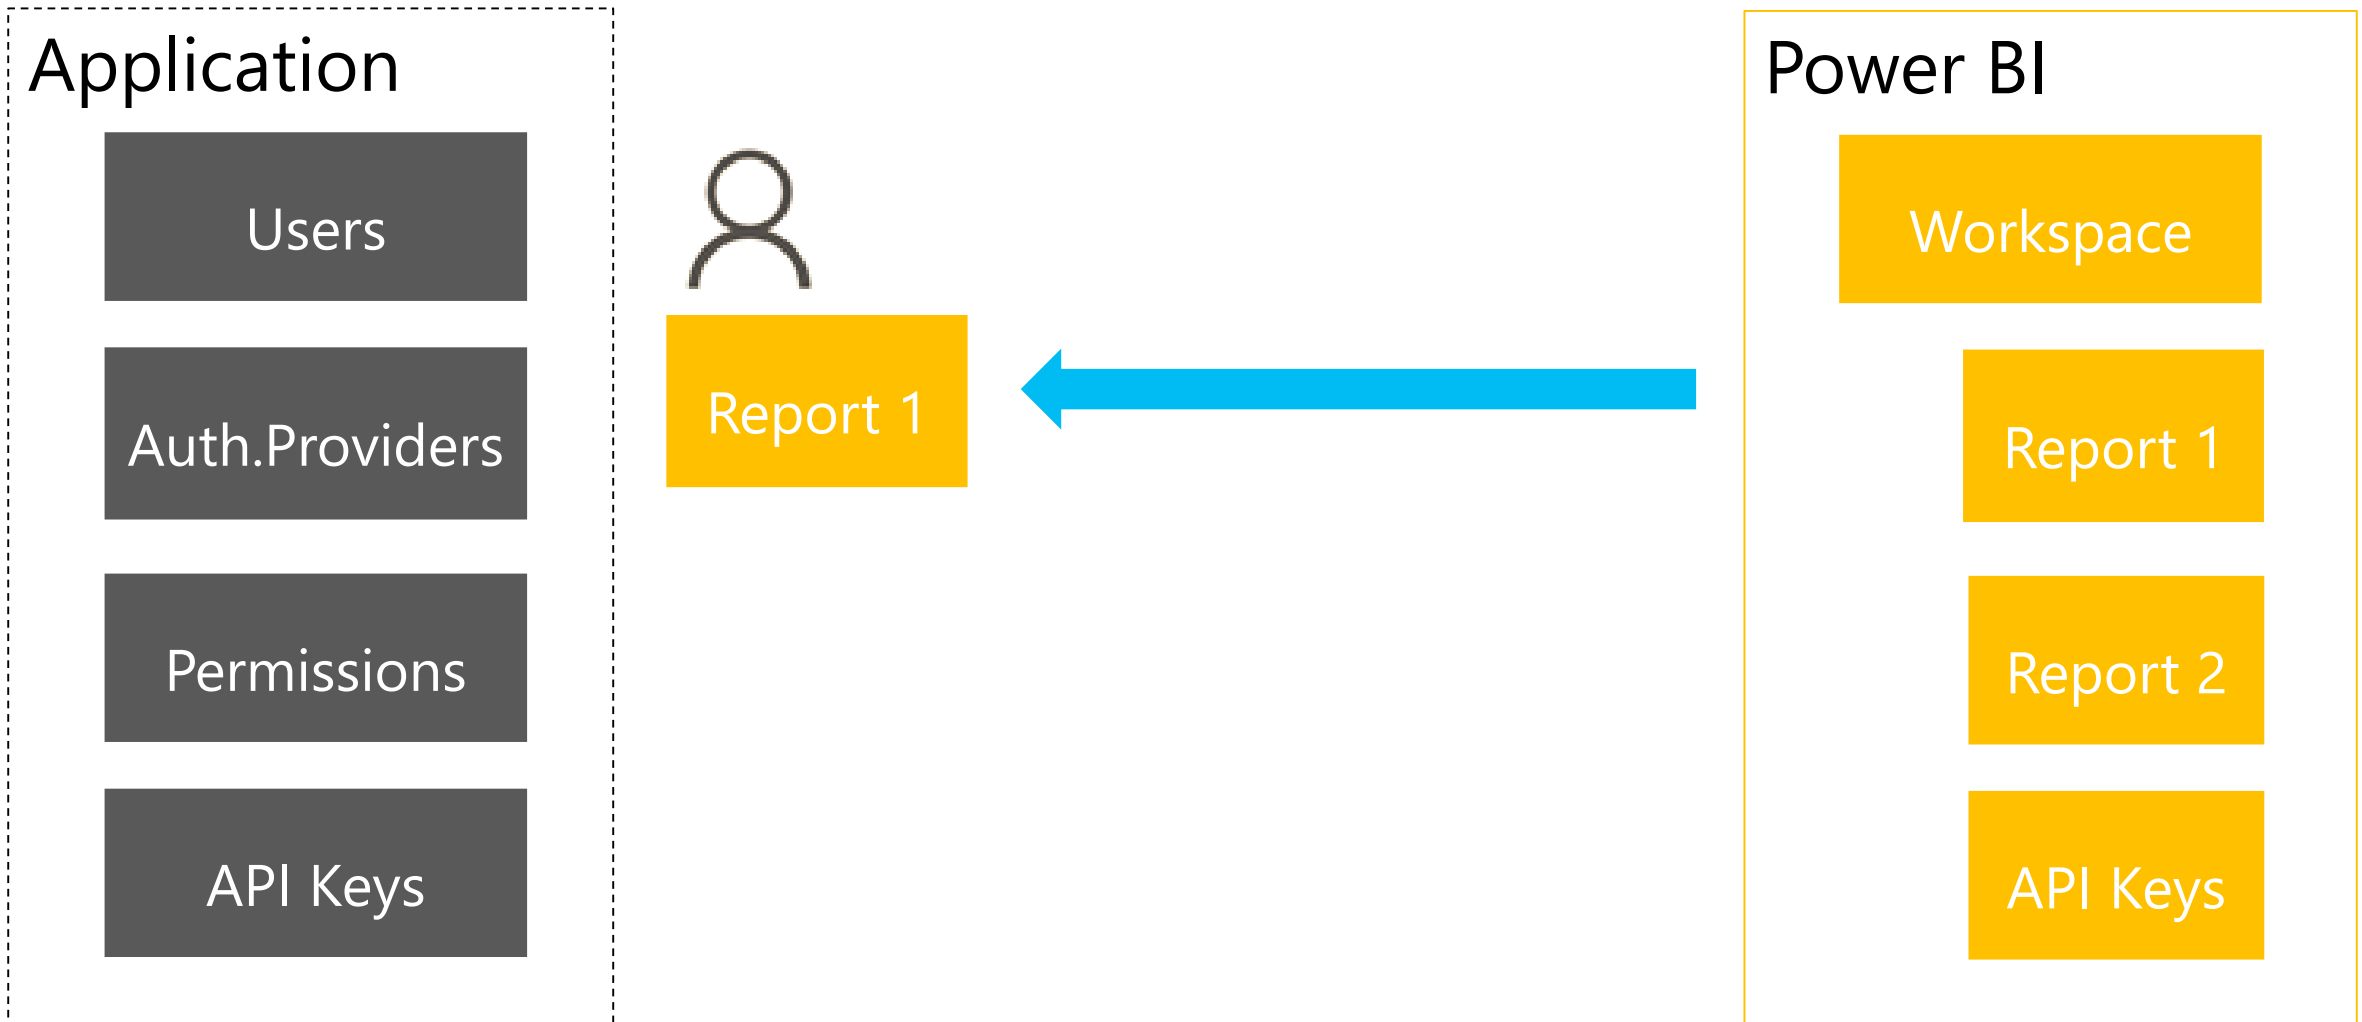 Application
Users
Auth.Providers
Permissions
API Keys
Report 1
Power BI
Workspace
Report 1
Report 2
API Keys